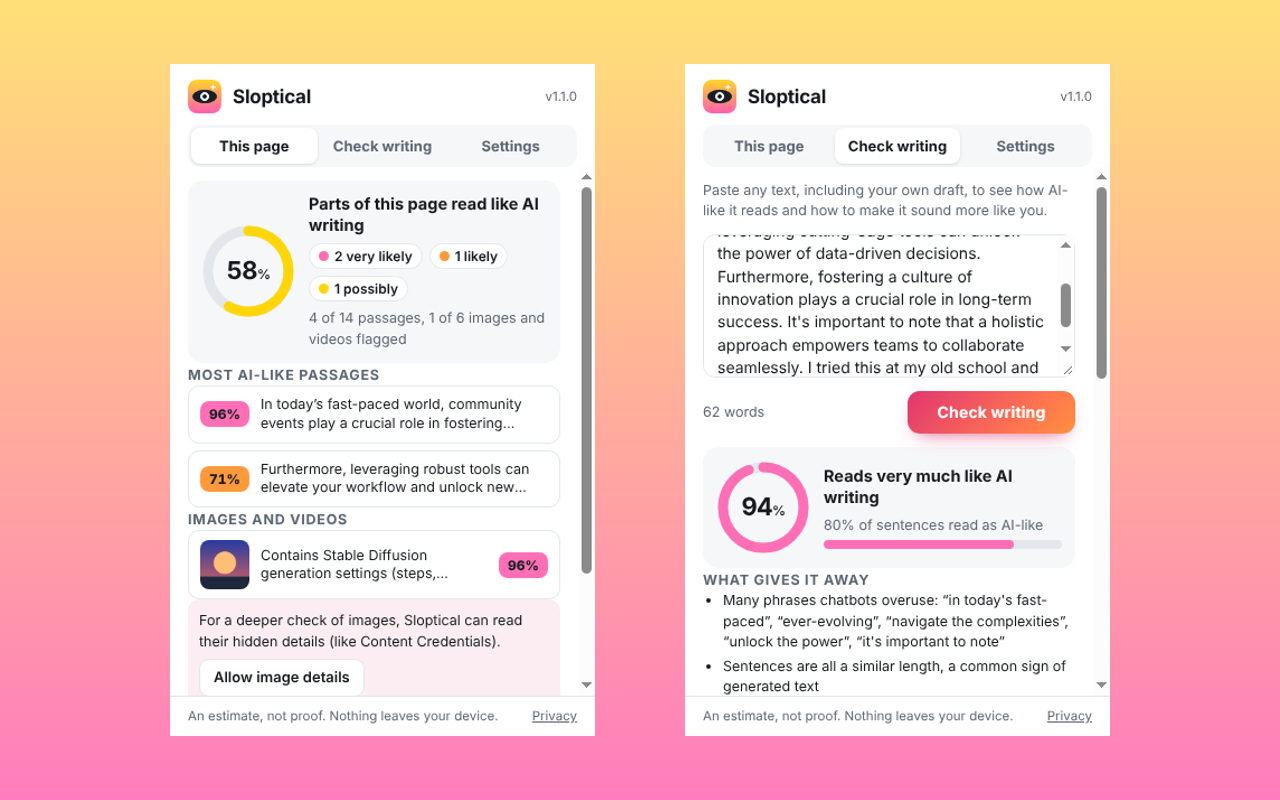 Sloptical
v1.1.0
This page
Check writing
Settings
Parts of this page read like AI
writing
58%
2 very likely
1 likely
1 possibly
4 of 14 passages, 1 of 6 images and
videos flagged
MOST AI-LIKE PASSAGES
96%
In today’s fast-paced world, community
events play a crucial role in fostering...
71%
Furthermore, leveraging robust tools can
elevate your workflow and unlock new...
IMAGES AND VIDEOS
Contains Stable Diffusion
generation settings (steps,...
96%
For a deeper check of images, Sloptical can read
their hidden details (like Content Credentials).
Allow image details
An estimate, not proof. Nothing leaves your device.
Privacy
Sloptical
v1.1.0
This page
Check writing
Settings
Paste any text, including your own draft, to see how AI-
like it reads and how to make it sound more like you.
leveraging cutting-edge tools can unlock
the power of data-driven decisions.
Furthermore, fostering a culture of
innovation plays a crucial role in long-term
success. It's important to note that a holistic
approach empowers teams to collaborate
seamlessly. I tried this at my old school and
62 words
Check writing
94%
Reads very much like AI
writing
80% of sentences read as AI-like
WHAT GIVES IT AWAY
• Many phrases chatbots overuse: “in today's fast-
paced”, “ever-evolving”, “navigate the complexities”,
“unlock the power”, “it's important to note”
• Sentences are all a similar length, a common sign of
generated text
An estimate, not proof. Nothing leaves your device.
Privacy